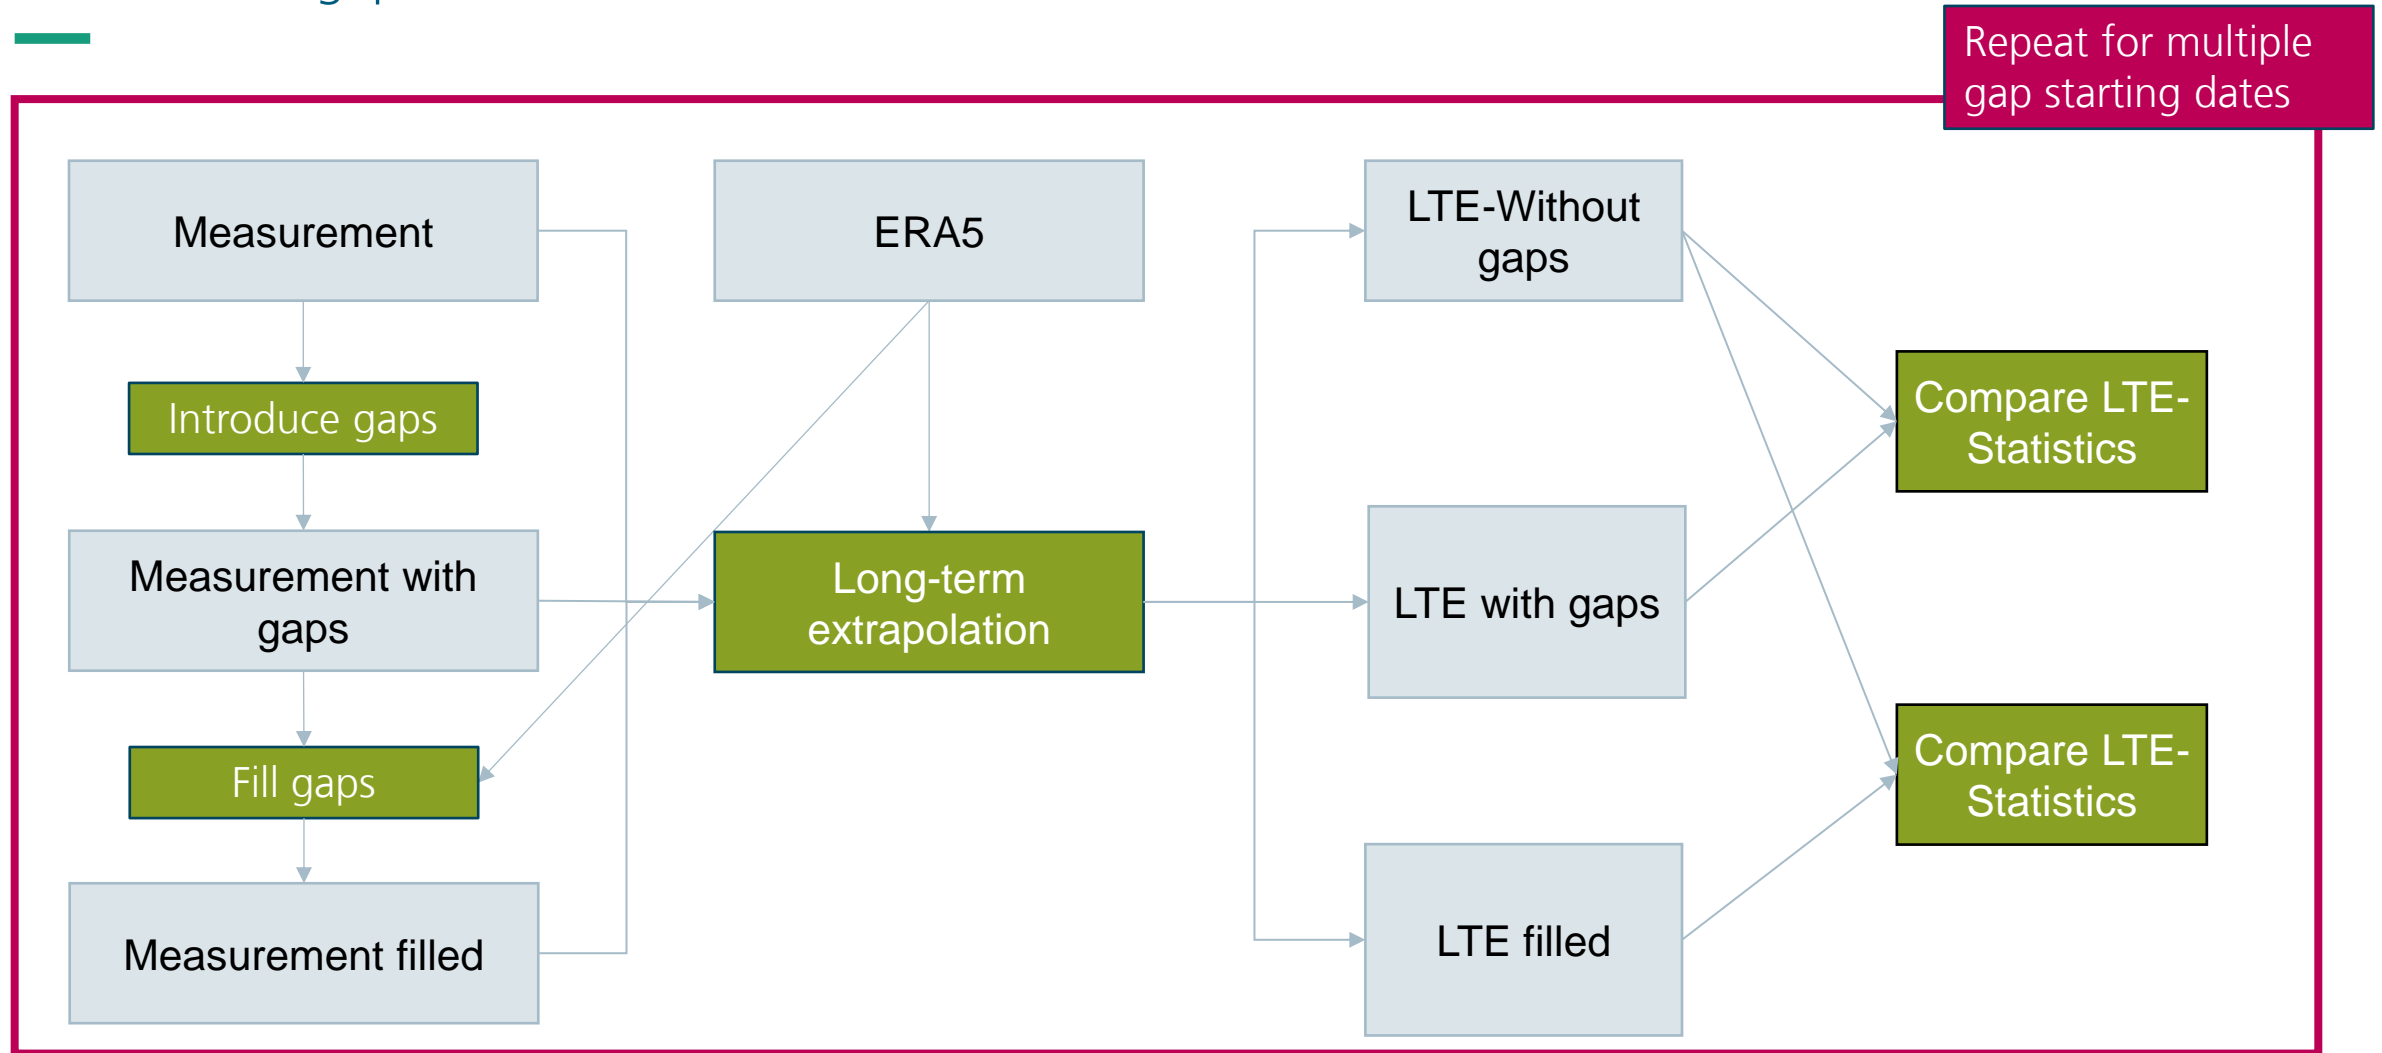 Repeat for multiple
gap starting dates
Measurement
ERA5
LTE-Without
gaps
Introduce gaps
Compare LTE-
Statistics
Measurement with
gaps
Long-term
extrapolation
LTE with gaps
Fill gaps
Compare LTE-
Statistics
Measurement filled
LTE filled